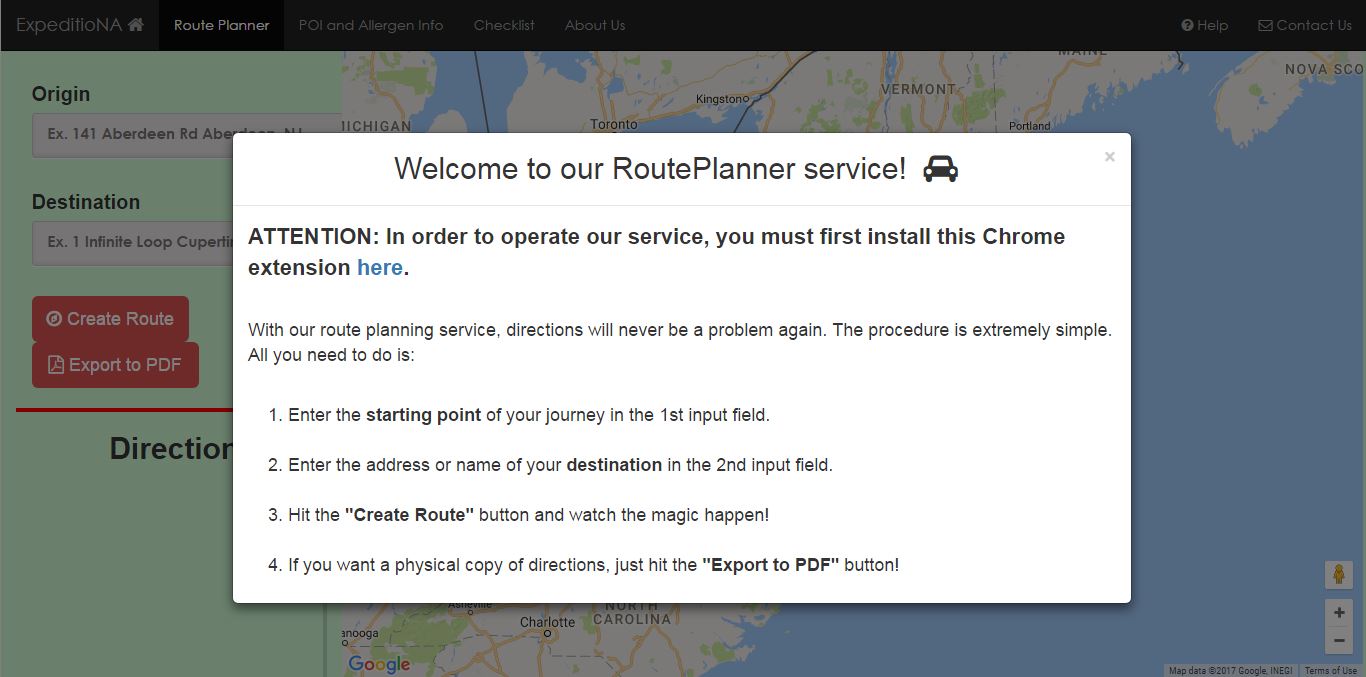 ExpeditioNA
Route Planner
POI and Allergen Info
Checklist
About Us
Help
Contact Us
Origin
Ex. 141 Aberdeen Rd Aberdeen, NJ
Destination
Ex. 1 Infinite Loop
Create Route
Export to PDF
Welcome to our RoutePlanner service!
×
ATTENTION: In order to operate our service, you must first install this Chrome
extension here.
With our route planning service, directions will never be a problem again. The procedure is extremely simple.
All you need to do is:
1. Enter the starting point of your journey in the 1st input field.
2. Enter the address or name of your destination in the 2nd input field.
3. Hit the "Create Route" button and watch the magic happen!
4. If you want a physical copy of directions, just hit the "Export to PDF" button!
MAINE
NOVA SCO
VERMONT
Kingston
Toronto
MICHIGAN
Portland
Asheville
NORTH
CAROLINA
Charlotte
anooga
Google
+
−
Map data ©2017 Google, INEGI
Terms of Use